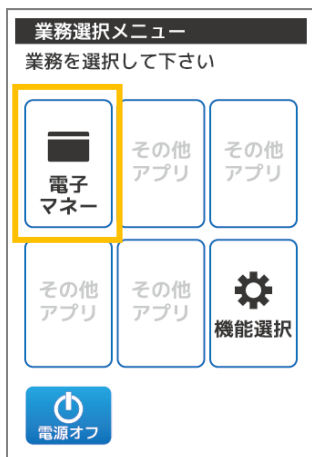 業務選択メニュー
業務を選択して下さい
電子
マネー
その他
アプリ
その他
アプリ
その他
アプリ
その他
アプリ
機能選択
電源オフ